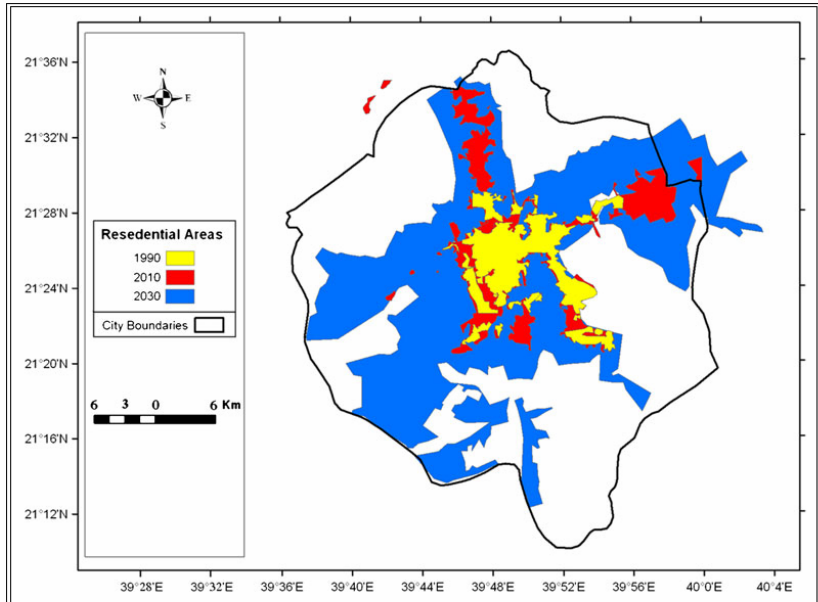 21°36'N
21°32'N
21°28'N
21°24'N
21°20'N
21°16'N
21°12'N
N
W E
S
Resedential Areas
1990
2010
2030
City Boundaries
6 3 0 6 Km
39°28'E 39°32'E 39°36'E 39°40'E 39°44'E 39°48'E 39°52'E 39°56'E 40°0'E 40°4'E